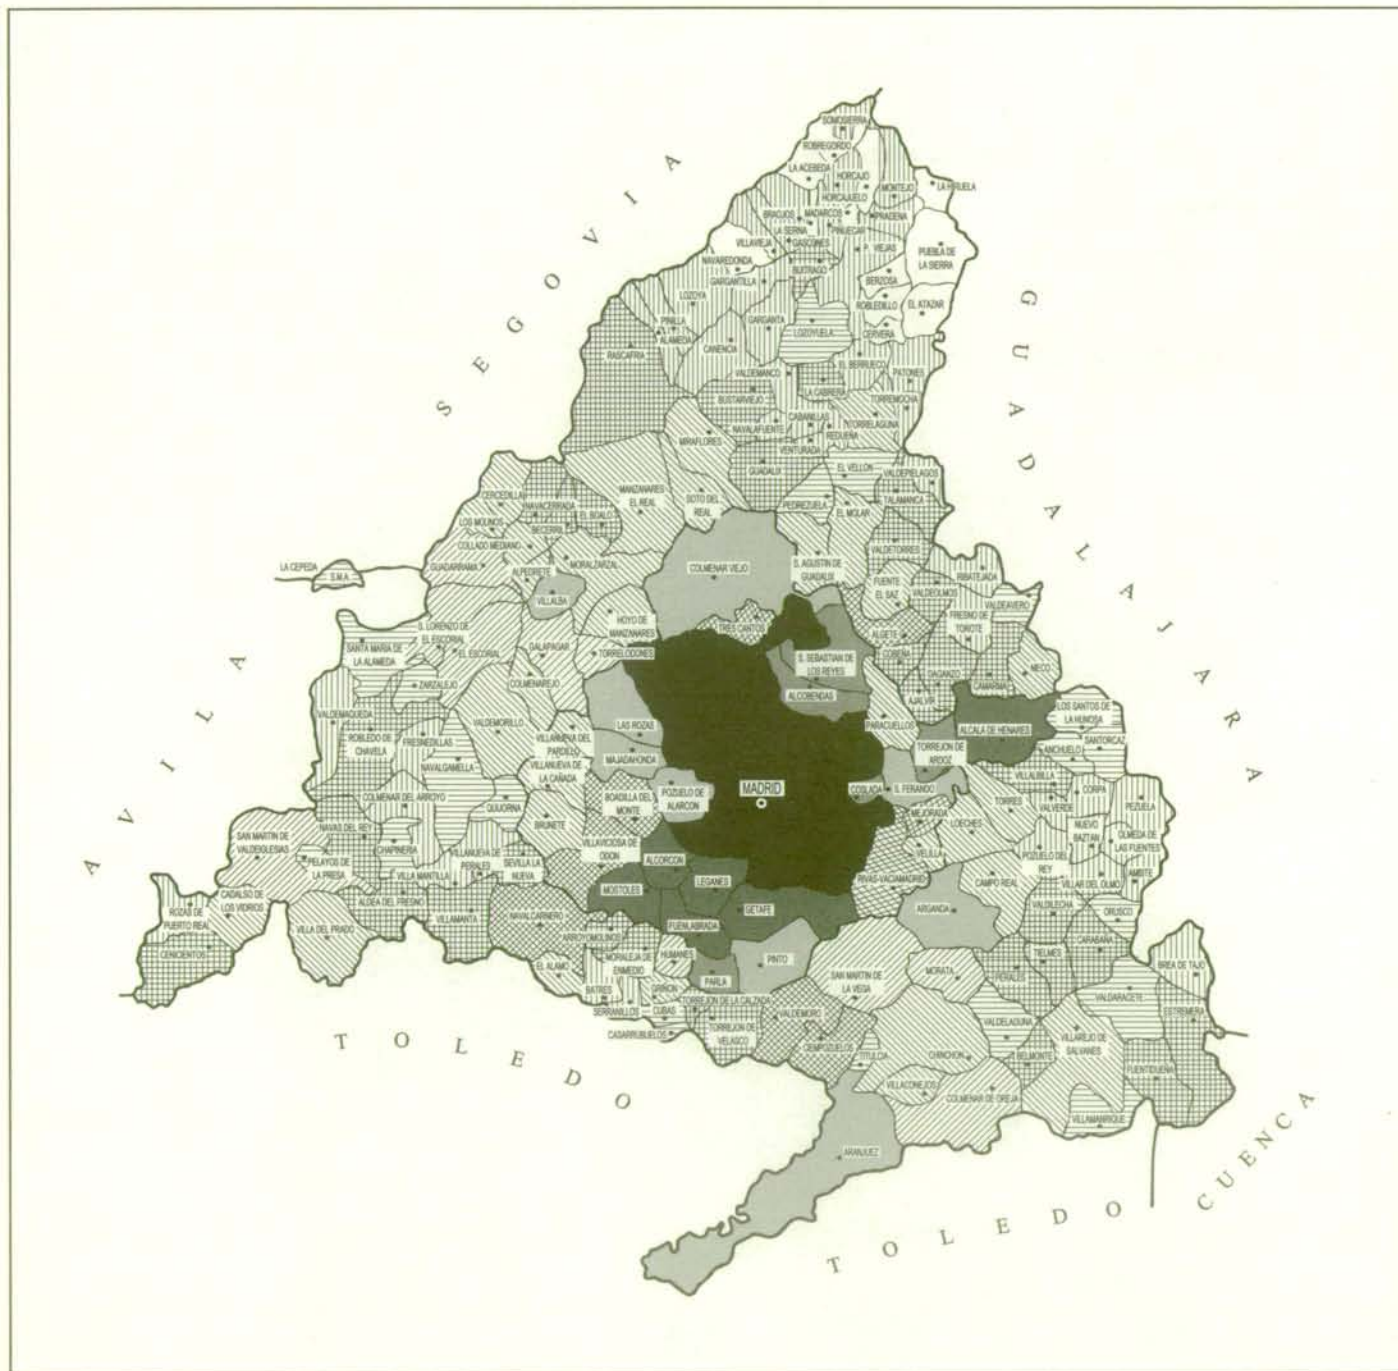 SOMOSIERRA
ROBREGORDO
LA ACEBEDA
HORCAJO
LA HIRUELA
MONTEJO
HORCAJUELO
BRAOJOS
MADARCOS
PRADENA
LA SERNA
PIÑUECAR
VILLAVIEJA
GASCONES
P. VIEJAS
PUEBLA DE
LA SIERRA
NAVAREDONDA
BUITRAGO
GARGANTILLA
BERZOSA
LOZOYA
ROBLEDILLO
EL ATAZAR
PINILLA
GARGANTA
LOZOYUELA
CERVERA
ALAMEDA
RASCAFRIA
CANENCIA
EL BERRUECO
VALDEMANCO
PATONES
BUSTARVIEJO
LA CABRERA
TORREMOCHA
CABANILLAS
NAVALAFUENTE
TORRELAGUNA
REDUEÑA
MIRAFLORES
VENTURADA
GUADALIX
EL VELLON
VALDEPIELAGOS
SEGOVIA
GUADALAJARA
CERCEDILLA
MANZANARES
EL REAL
SOTO DEL
REAL
TALAMANCA
NAVACERRADA
PEDREZUELA
EL MOLAR
EL BOALO
LOS MOLINOS
BECERRIL
COLLADO MEDIANO
VALDETORRES
GUADARRAMA
ALPEDRETE
MORALZARZAL
COLMENAR VIEJO
S. AGUSTIN DE
GUADALIX
LA CEPEDA
S.M.A.
RIBATEJADA
FUENTE
EL SAZ
VALDEOLMOS
VILLALBA
VALDEAVERO
FRESNO DE
TOROTE
HOYO DE
MANZANARES
TRES CANTOS
S. LORENZO DE
EL ESCORIAL
ALGETE
SANTA MARIA DE
LA ALAMEDA
EL ESCORIAL
GALAPAGAR
TORRELODONES
S. SEBASTIAN DE
LOS REYES
COBEÑA
MECO
ZARZALEJO
COLMENAREJO
DAGANZO
CAMARMA
ALCOBENDAS
AJALVIR
LOS SANTOS DE
LA HUMOSA
AVILA
VALDEMAQUEDA
VALDEMORILLO
LAS ROZAS
PARACUELLOS
ALCALA DE HENARES
ROBLEDO DE
CHAVELA
FRESNEDILLAS
VILLANUEVA DEL
PARDILLO
SANTORCAZ
TORREJON DE
ARDOZ
ANCHUELO
MAJADAHONDA
NAVALGAMELLA
VILLANUEVA DE
LA CAÑADA
VILLALBILLA
MADRID
COSLADA
S. FERANDO
CORPA
COLMENAR DEL ARROYO
QUIJORNA
BOADILLA DEL
MONTE
POZUELO DE
ALARCON
TORRES
VALVERDE
PEZUELA
MEJORADA
LOECHES
NUEVO
BAZTAN
OLMEDA DE
LAS FUENTES
BRUNETE
NAVAS DEL REY
SAN MARTIN DE
VALDEIGLESIAS
CHAPINERIA
VILLAVICIOSA DE
ODON
VELILLA
POZUELO DEL
REY
PELAYOS DE
LA PRESA
VILLANUEVA DE
PERALES
SEVILLA LA
NUEVA
ALCORCON
AMBITE
VILLA MANTILLA
LEGANES
RIVAS-VACIAMADRID
CAMPO REAL
VILLAR DEL OLMO
MOSTOLES
CADALSO DE
LOS VIDRIOS
ALDEA DEL FRESNO
GETAFE
ARGANDA
VALDILECHA
ORUSCO
ROZAS DE
PUERTO REAL
VILLAMANTA
NAVALCARNERO
FUENLABRADA
VILLA DEL PRADO
ARROYOMOLINOS
CARABAÑA
CENICIENTOS
MORALEJA DE
ENMEDIO
HUMANES
PINTO
TIELMES
EL ALAMO
SAN MARTIN DE
LA VEGA
MORATA
PERALES
BREA DE TAJO
PARLA
BATRES
GRIÑON
TORREJON DE LA CALZADA
VALDARACETE
SERRANILLOS
CUBAS
VALDEMORO
ESTREMERA
CASARRUBUELOS
TORREJON DE
VELASCO
VALDELAGUNA
VILLAREJO DE
SALVANES
CIEMPOZUELOS
TITULCIA
CHINCHON
BELMONTE
FUENTIDUEÑA
VILLACONEJOS
COLMENAR DE OREJA
VILLAMANRIQUE
TOLEDO
ARANJUEZ
CUENCA
TOLEDO